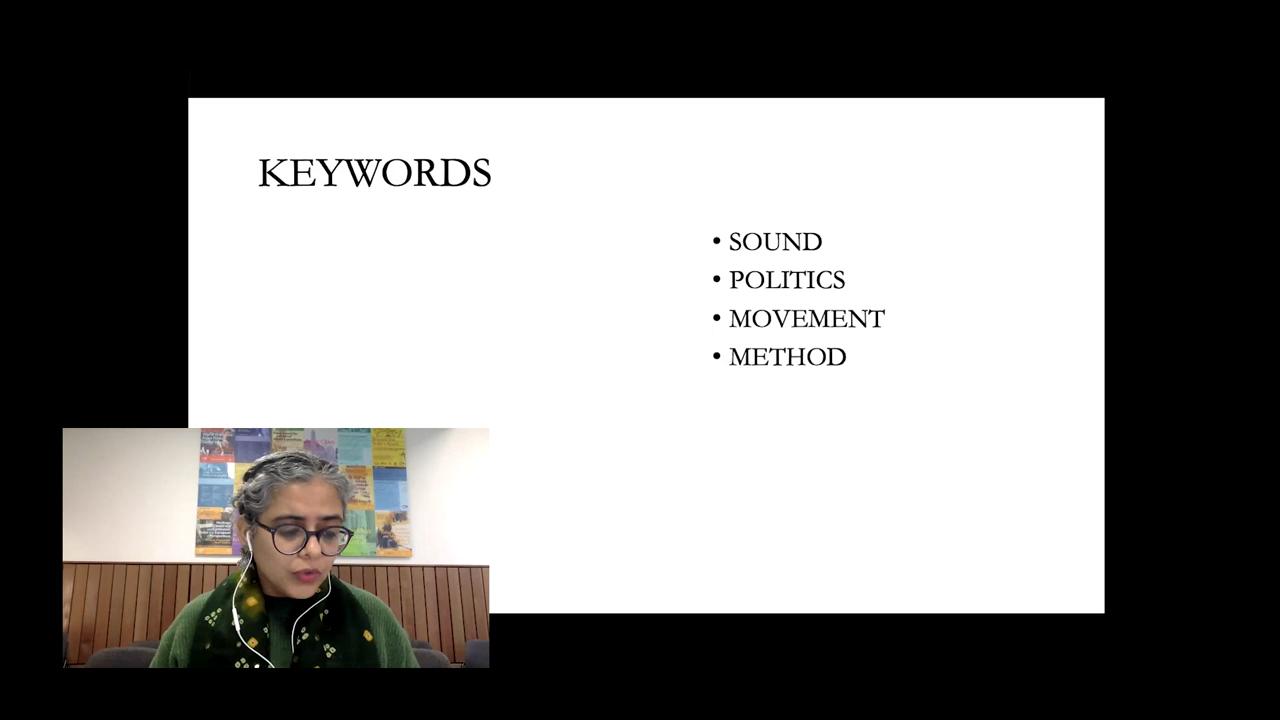 KEYWORDS
• SOUND
• POLITICS
• MOVEMENT
• METHOD